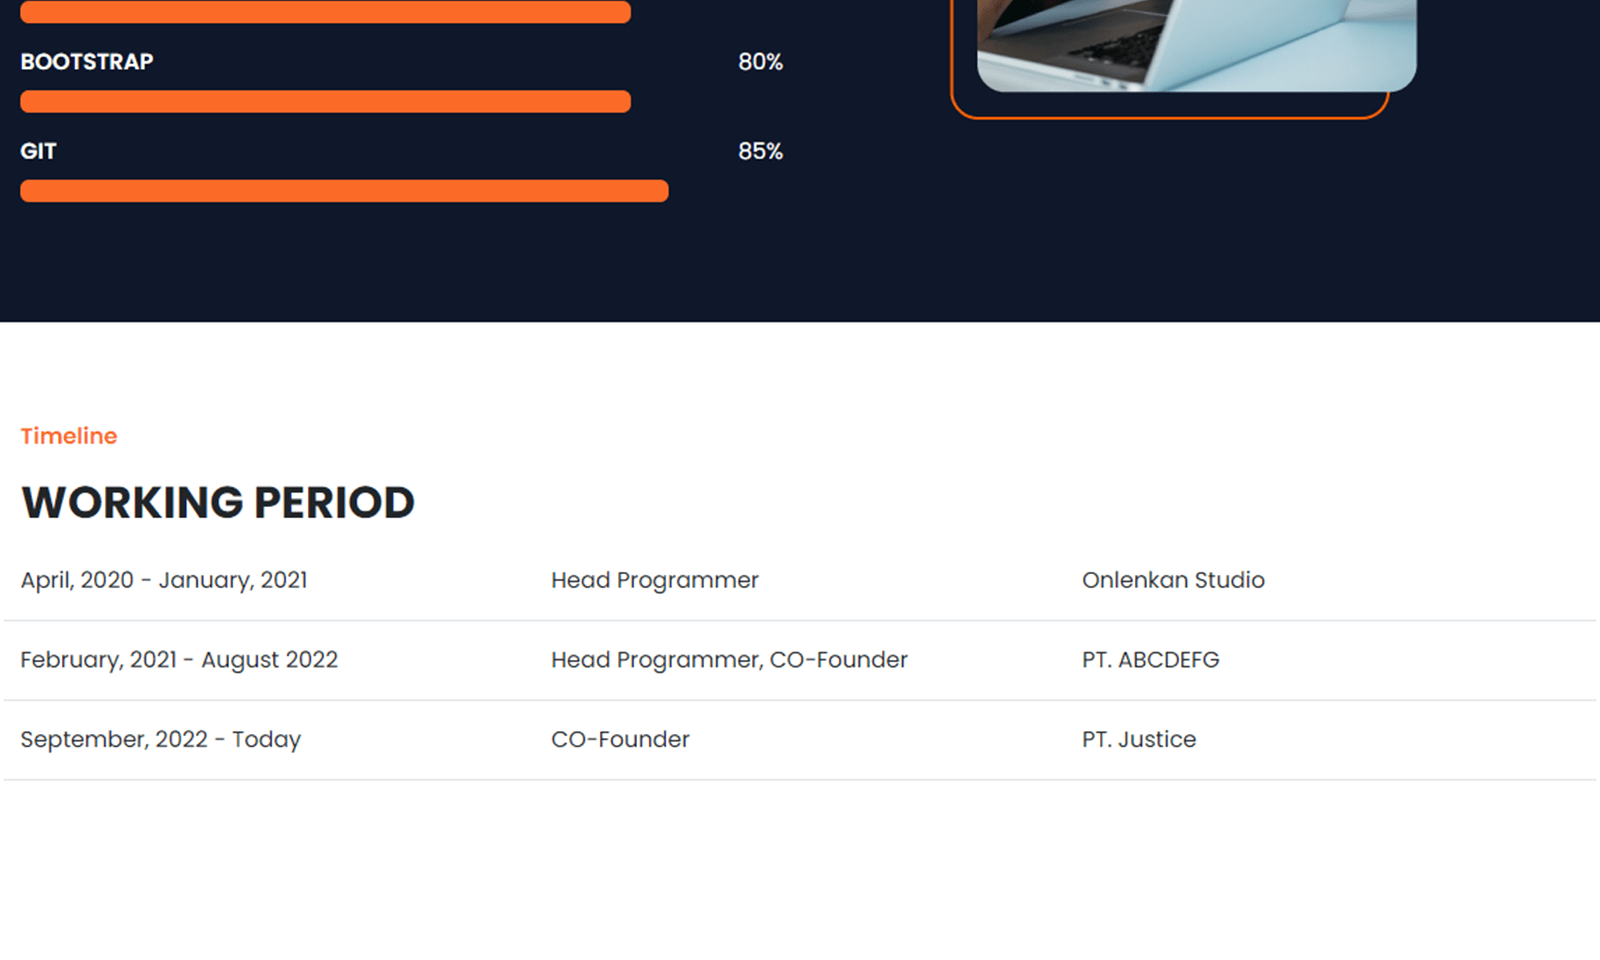 BOOTSTRAP 80%
GIT 85%
Timeline
WORKING PERIOD
April, 2020 - January, 2021 Head Programmer Onlenkan Studio
February, 2021 - August 2022 Head Programmer, CO-Founder PT. ABCDEFG
September, 2022 - Today CO-Founder PT. Justice